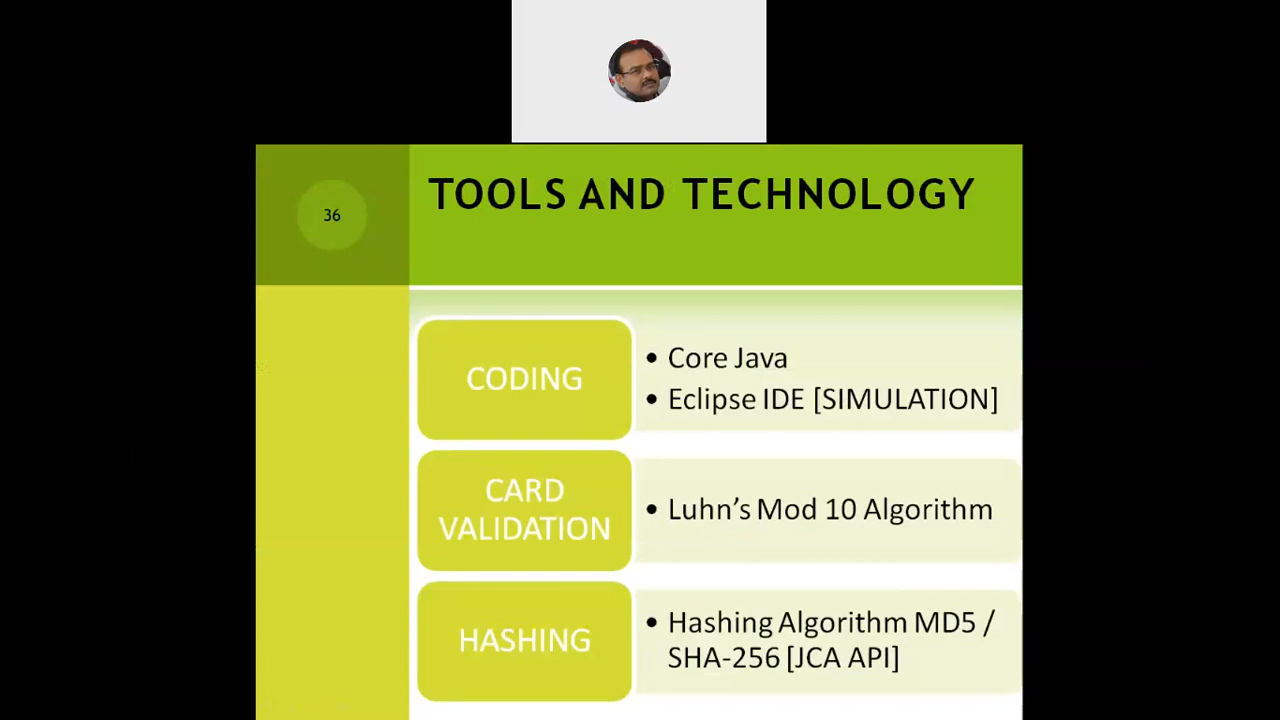 36
TOOLS AND TECHNOLOGY
CODING
• Core Java
• Eclipse IDE [SIMULATION]
CARD
VALIDATION
• Luhn’s Mod 10 Algorithm
HASHING
• Hashing Algorithm MD5 /
SHA-256 [JCA API]